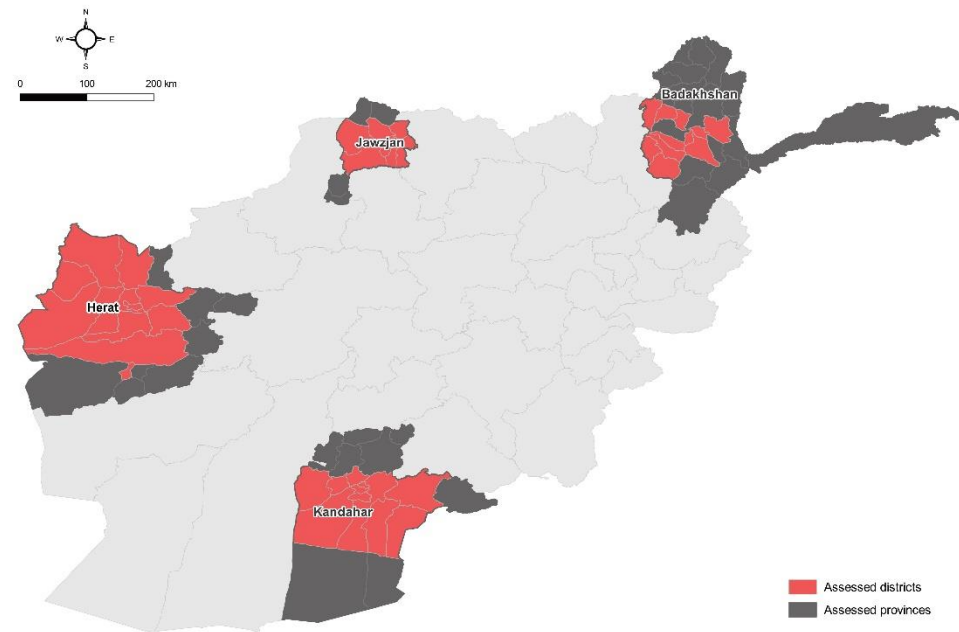 N
W E
S
0 100 200 km
Badakhshan
Jawzjan
Herat
Kandahar
Assessed districts
Assessed provinces